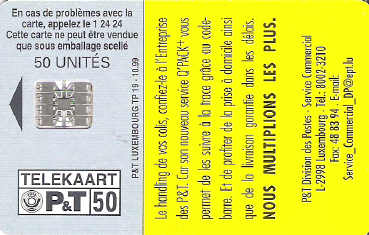 En cas de problèmes avec la
carte, appelez le 1 24 24
Cette carte ne peut être vendue
que sous emballage scellé
50 UNITÉS
TELEKAART
P&T 50
P&T LUXEMBOURG TP 19 - 10.99
Le handling de vos colis, confiez-le à l'Entreprise
des P&T. Car son nouveau service Q'PACK+ vous
permet de les suivre à la trace grâce au code-
barre. Et de profiter de la prise à domicile ainsi
que de la livraison garantie dans les délais.
NOUS MULTIPLIONS LES PLUS.
P&T Division des Postes - Service Commercial
L-2998 Luxembourg Tel.: 8002-3210
Fax: 48 83 94 E-mail:
Service_Commercial_DPO@ep.lu